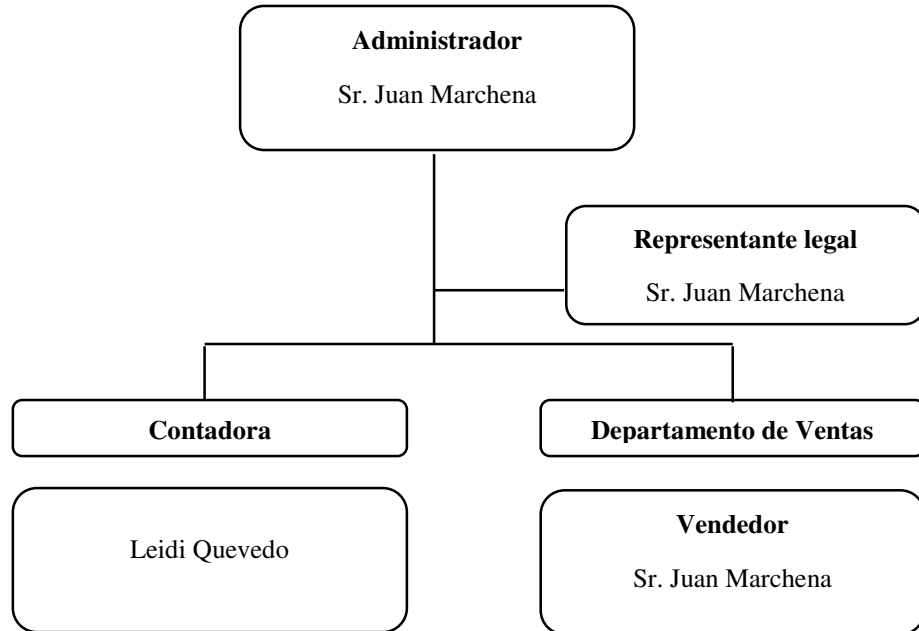 Administrador
Sr. Juan Marchena
Representante legal
Sr. Juan Marchena
Contadora
Departamento de Ventas
Leidi Quevedo
Vendedor
Sr. Juan Marchena